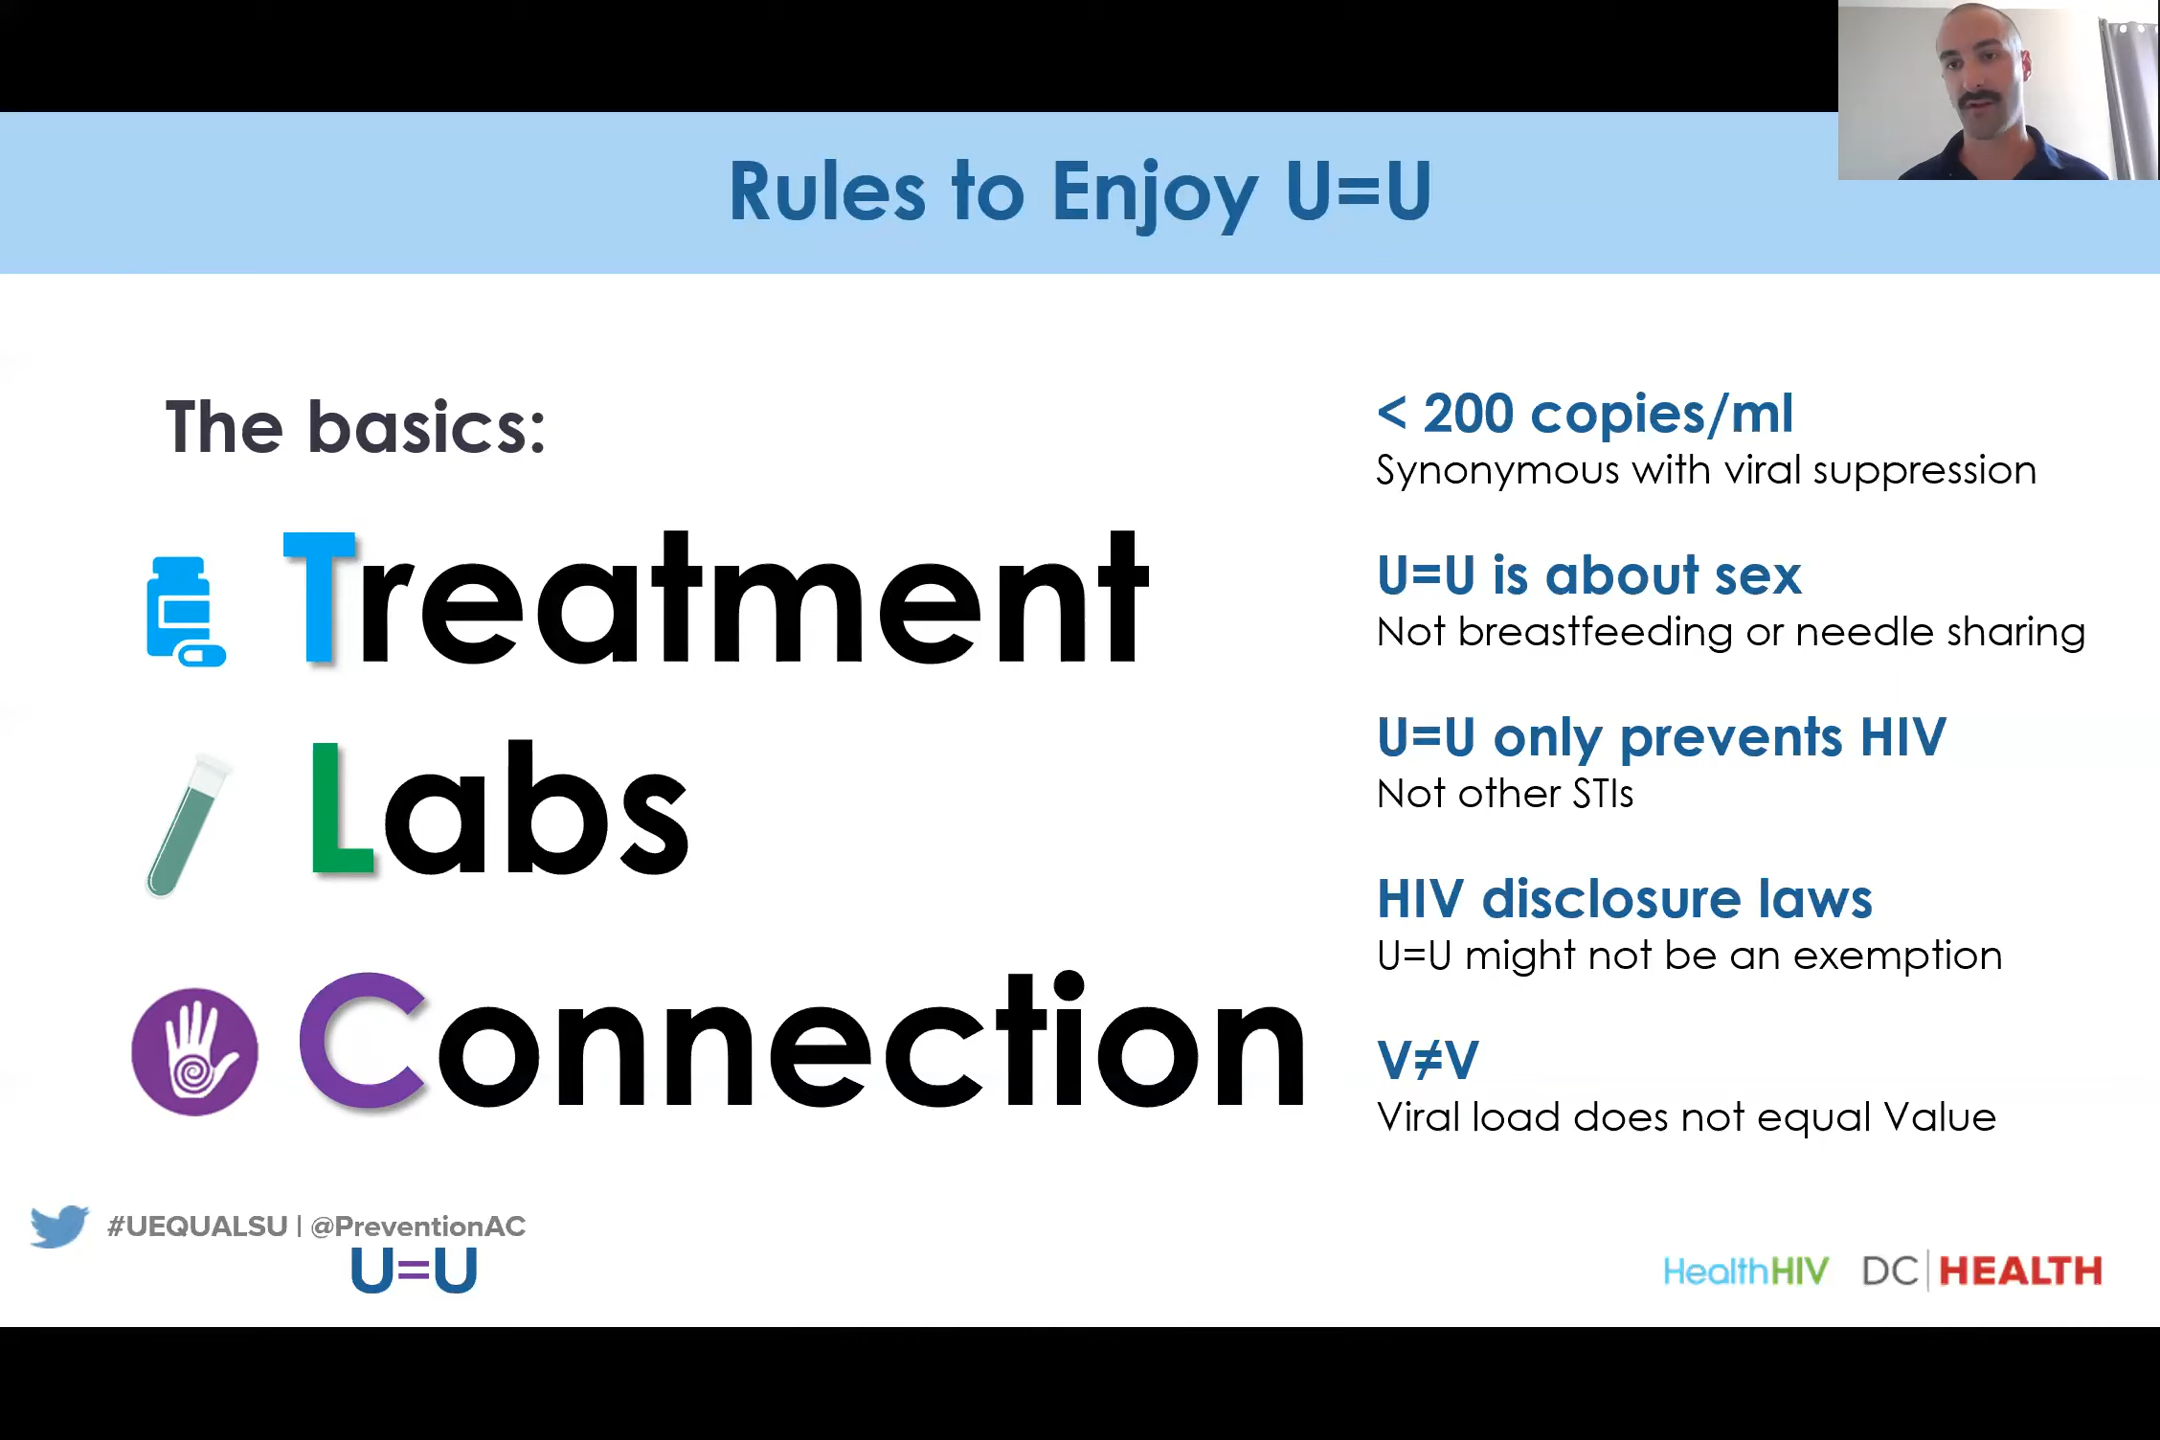 Rules to Enjoy U=U
The basics:
Treatment
Labs
Connection
< 200 copies/ml
Synonymous with viral suppression
U=U is about sex
Not breastfeeding or needle sharing
U=U only prevents HIV
Not other STIs
HIV disclosure laws
U=U might not be an exemption
V≠V
Viral load does not equal Value
#UEQUALSU | @PreventionAC
U=U
HealthHIV DC | HEALTH